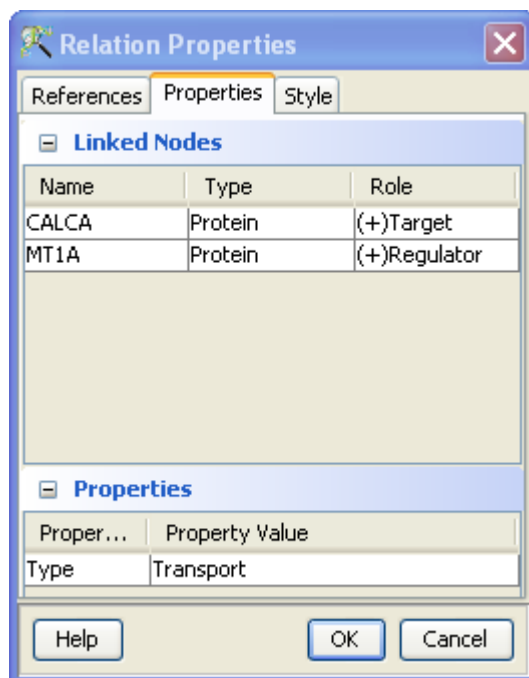 Relation Properties
References Properties Style
Linked Nodes
Name Type Role
CALCA Protein (+)Target
MT1A Protein (+)Regulator
Properties
Proper... Property Value
Type Transport
Help OK Cancel